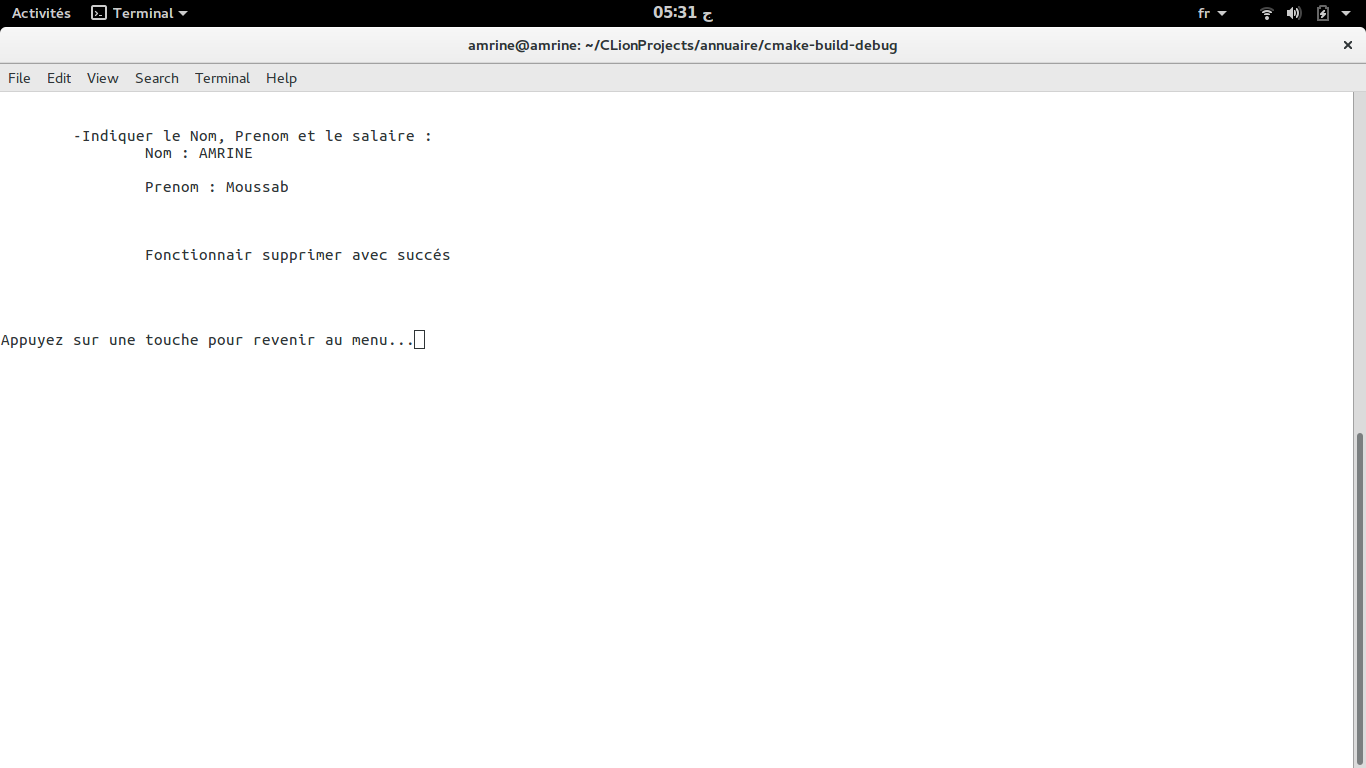 Activités Terminal 05:31 ج fr
amrine@amrine: ~/CLionProjects/annuaire/cmake-build-debug ×
File Edit View Search Terminal Help
-Indiquer le Nom, Prenom et le salaire :
Nom : AMRINE
Prenom : Moussab
Fonctionnair supprimer avec succés
Appuyez sur une touche pour revenir au menu...